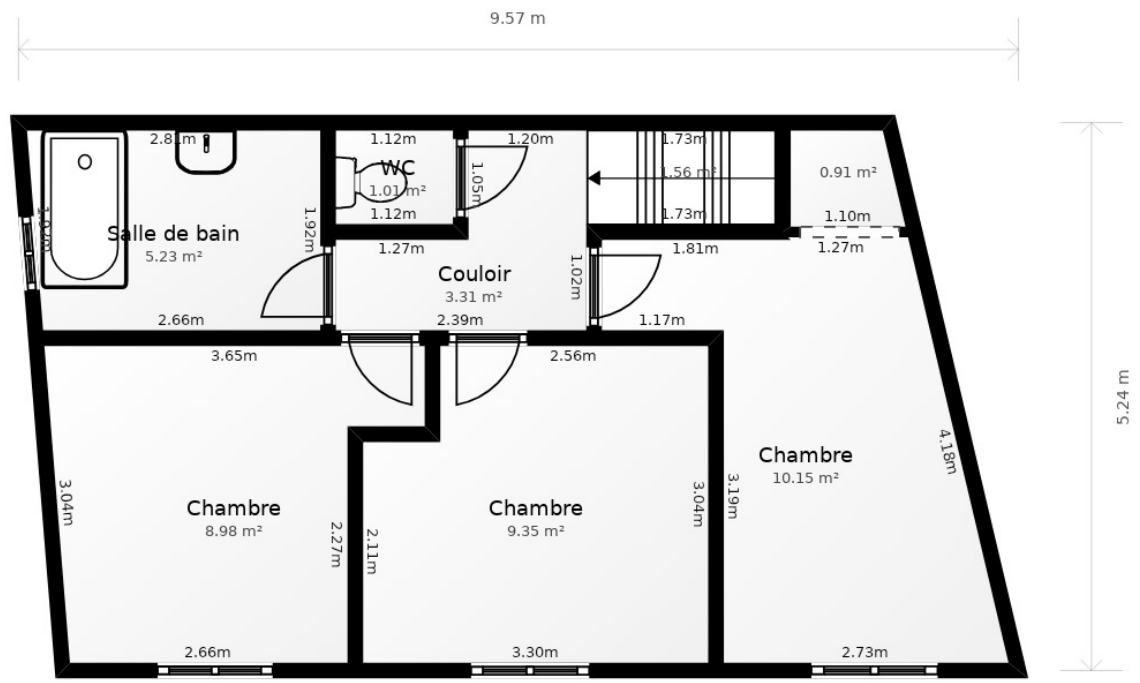 9.57 m
2.81m
1.12m
1.20m
1.73m
WC
1.01 m²
1.05m
1.56 m²
0.91 m²
1.92m
1.92m
1.12m
1.73m
1.10m
Salle de bain
5.23 m²
1.27m
1.81m
1.27m
Couloir
3.31 m²
1.02m
2.66m
2.39m
1.17m
3.65m
2.56m
5.24 m
Chambre
10.15 m²
4.18m
3.04m
Chambre
8.98 m²
2.27m
2.11m
Chambre
9.35 m²
3.04m
3.19m
2.66m
3.30m
2.73m